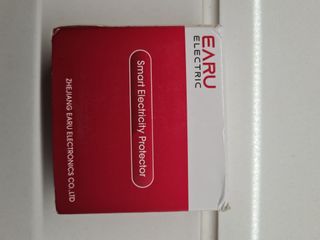 EARU
ELECTRIC
Smart Electricity Protector
ZHEJIANG EARU ELECTRONICS CO.,LTD